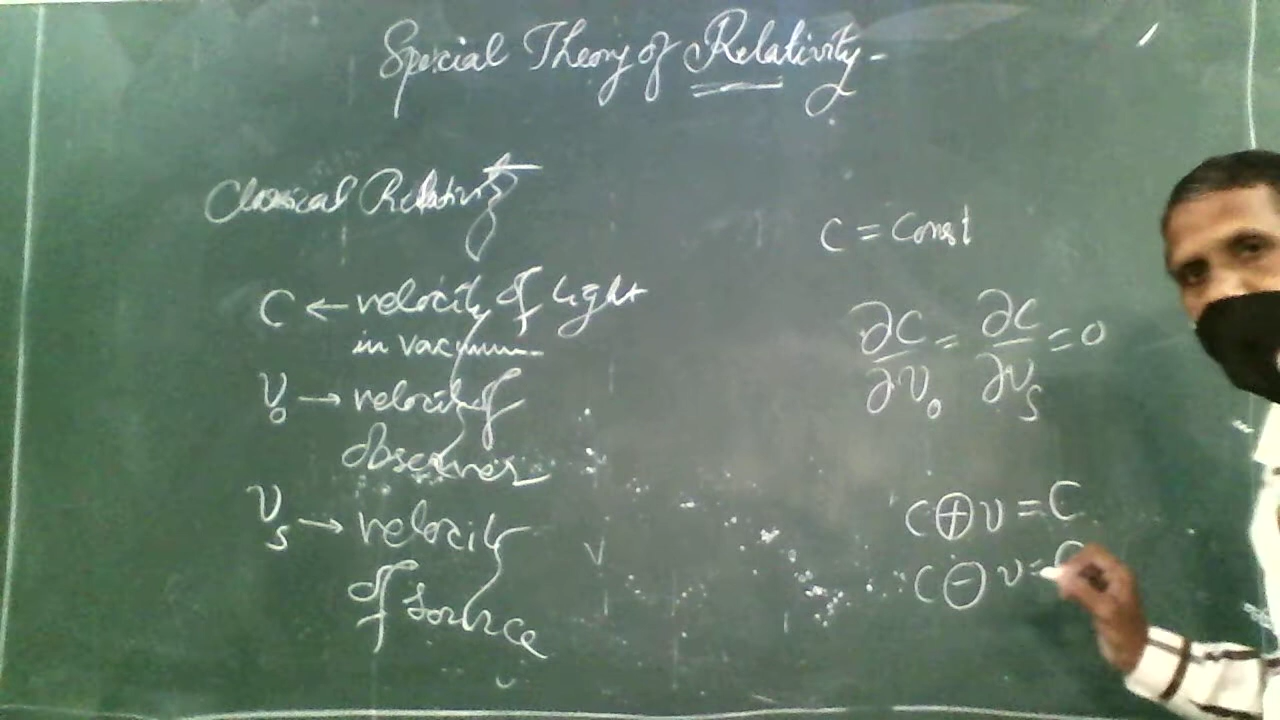 Special Theory of Relativity-
Classical Relativity
C ← velocity of light
in vacuum
v₀ → velocity of
observer
vₛ → velocity
of source
C = Const
∂C/∂v₀ = ∂C/∂vₛ = 0
C ⊕ v = C
C ⊖ v = C